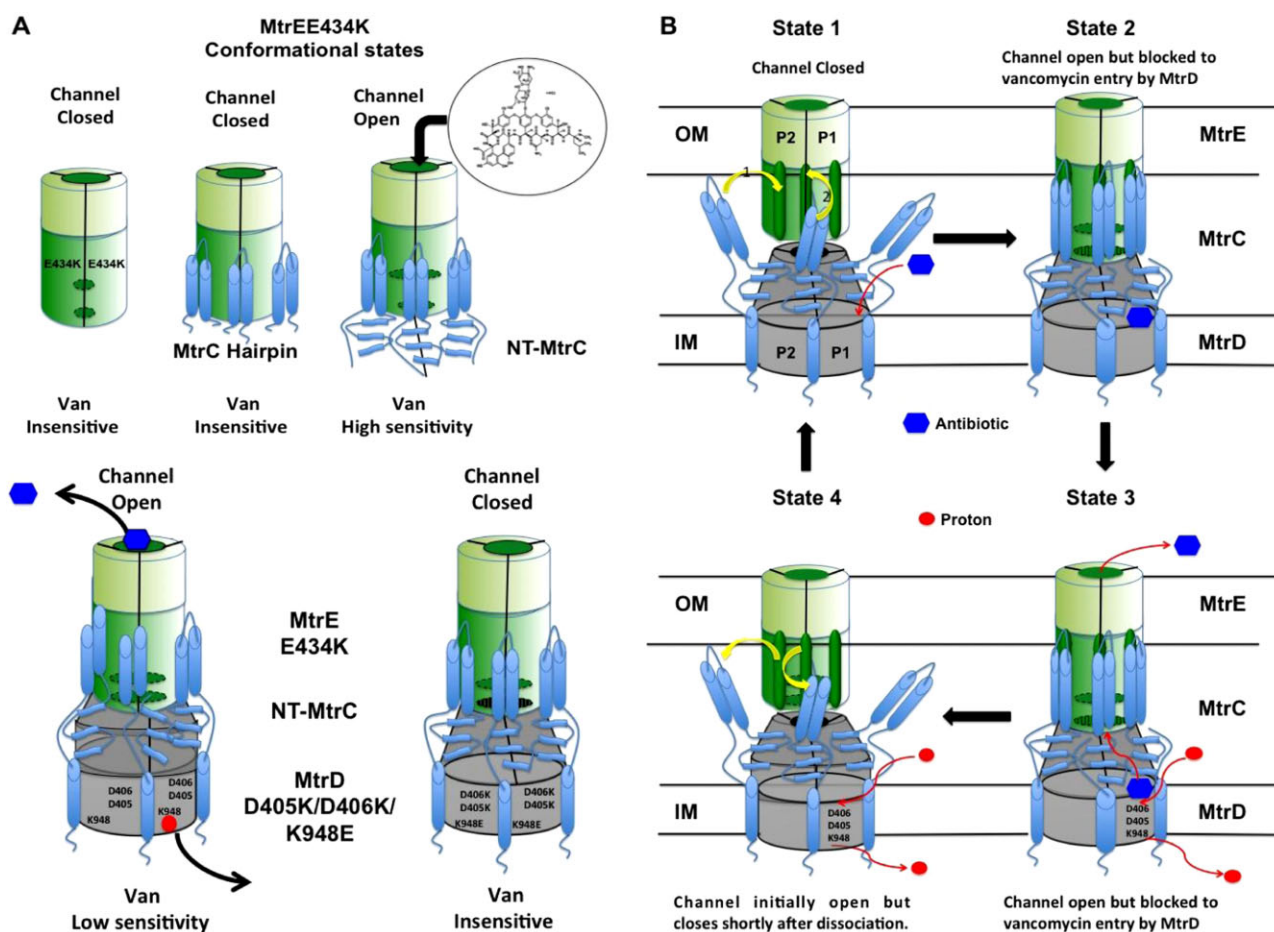 A
MtrEE434K
Conformational states
Channel
Closed
Channel
Closed
Channel
Open
E434K E434K
MtrC Hairpin
NT-MtrC
Van
Insensitive
Van
Insensitive
Van
High sensitivity
Channel
Open
Channel
Closed
MtrE
E434K
NT-MtrC
MtrD
D405K/D406K/
K948E
D406
D405
K948
D406
D405
K948
D406K
D405K
K948E
D406K
D405K
K948E
Van
Low sensitivity
Van
Insensitive
B
State 1
Channel Closed
State 2
Channel open but blocked to
vancomycin entry by MtrD
OM
P2 P1
MtrE
1
2
MtrC
IM
P2 P1
MtrD
Antibiotic
State 4
State 3
Proton
OM
MtrE
MtrC
IM
D406
D405
K948
D406
D405
K948
MtrD
Channel initially open but
closes shortly after dissociation.
Channel open but blocked to
vancomycin entry by MtrD